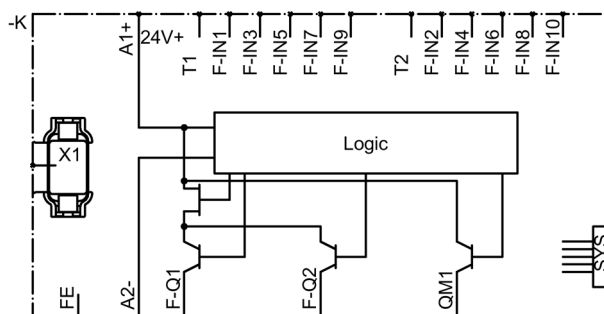 -K
A1+
24V+
T1
F-IN1
F-IN3
F-IN5
F-IN7
F-IN9
T2
F-IN2
F-IN4
F-IN6
F-IN8
F-IN10
Logic
X1
SYS
FE
A2-
F-Q1
F-Q2
QM1